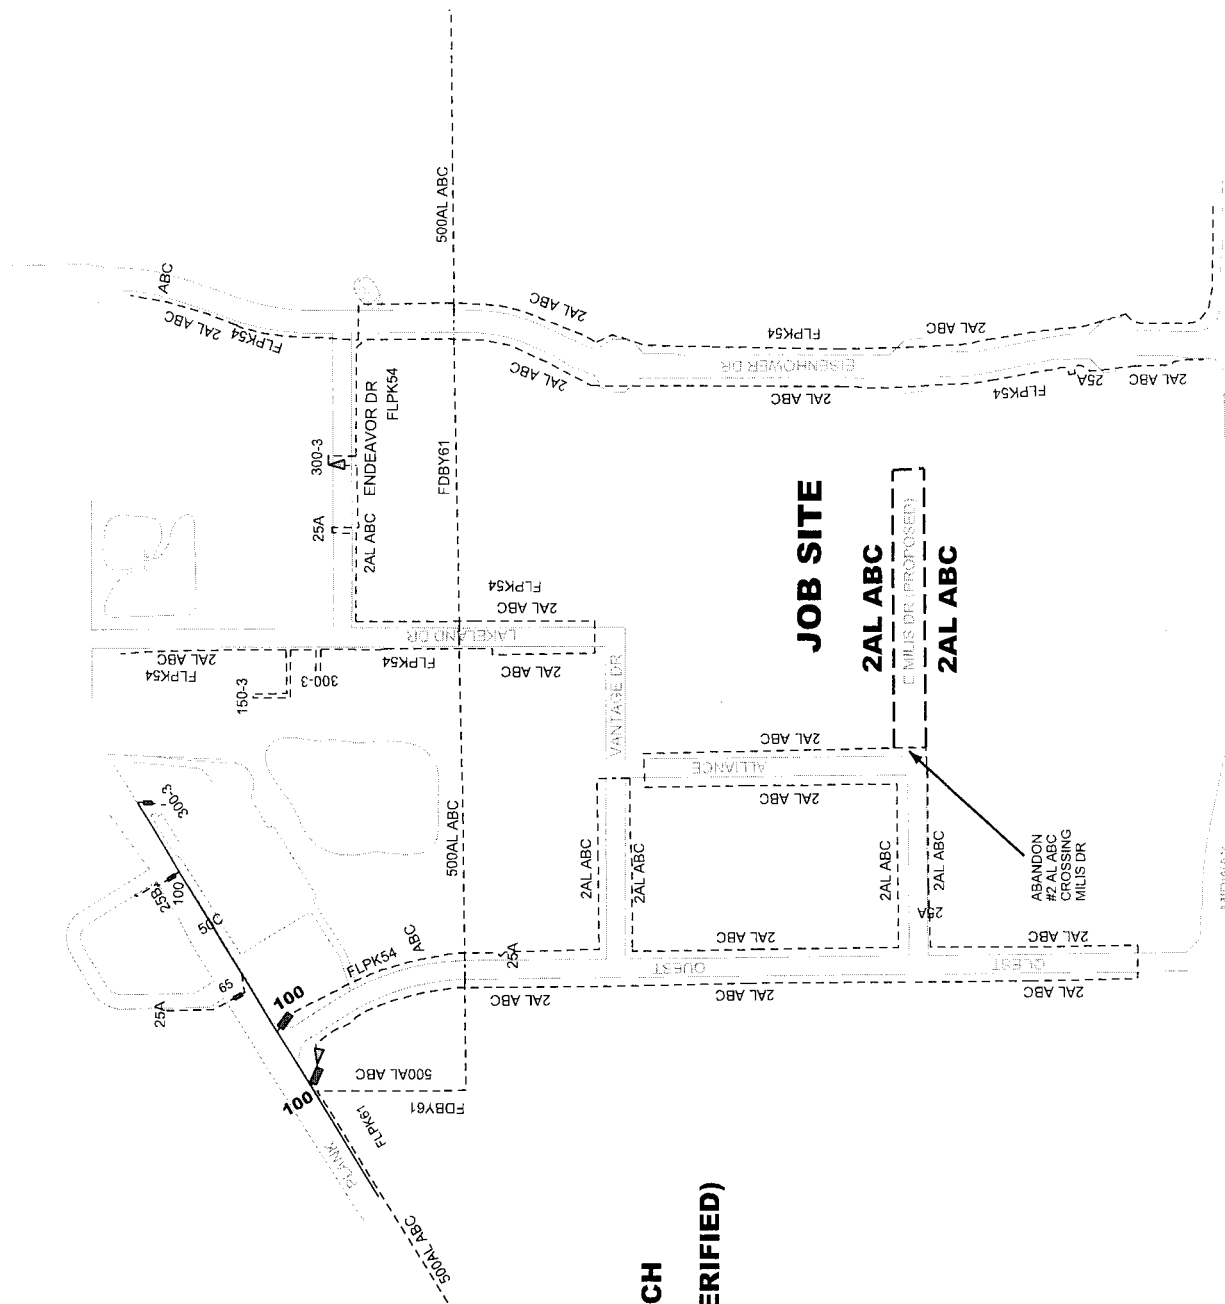 500AL ABC
ABC
2AL ABC
FLPK54
2AL ABC
300-3
ENDEAVOR DR
FLPK54
25A
2AL ABC
FDBY61
2AL ABC
FLPK54
2AL ABC
EISENHOWER DR
2AL ABC
2AL ABC
FLPK54
25A
2AL ABC
FLPK54
2AL ABC
LAKELAND DR
2AL ABC
FLPK54
FLPK54
2AL ABC
150-3
300-3
VANTAGE DR
JOB SITE
2AL ABC
MILIS DR (PROPOSED)
2AL ABC
2AL ABC
ALLIANCE
2AL ABC
300-3
100
25B
50C
65
25A
500AL ABC
2AL ABC
2AL ABC
2AL ABC
2AL ABC
25A
ABANDON
#2 AL ABC
CROSSING
MILIS DR
ABC
FLPK54
25A
2AL ABC
2AL ABC
QUEST
QUEST
2AL ABC
2AL ABC
2AL ABC
100
100
500AL ABC
FDBY61
FLPK61
PLANK
500AL ABC
CH
ERIFIED)